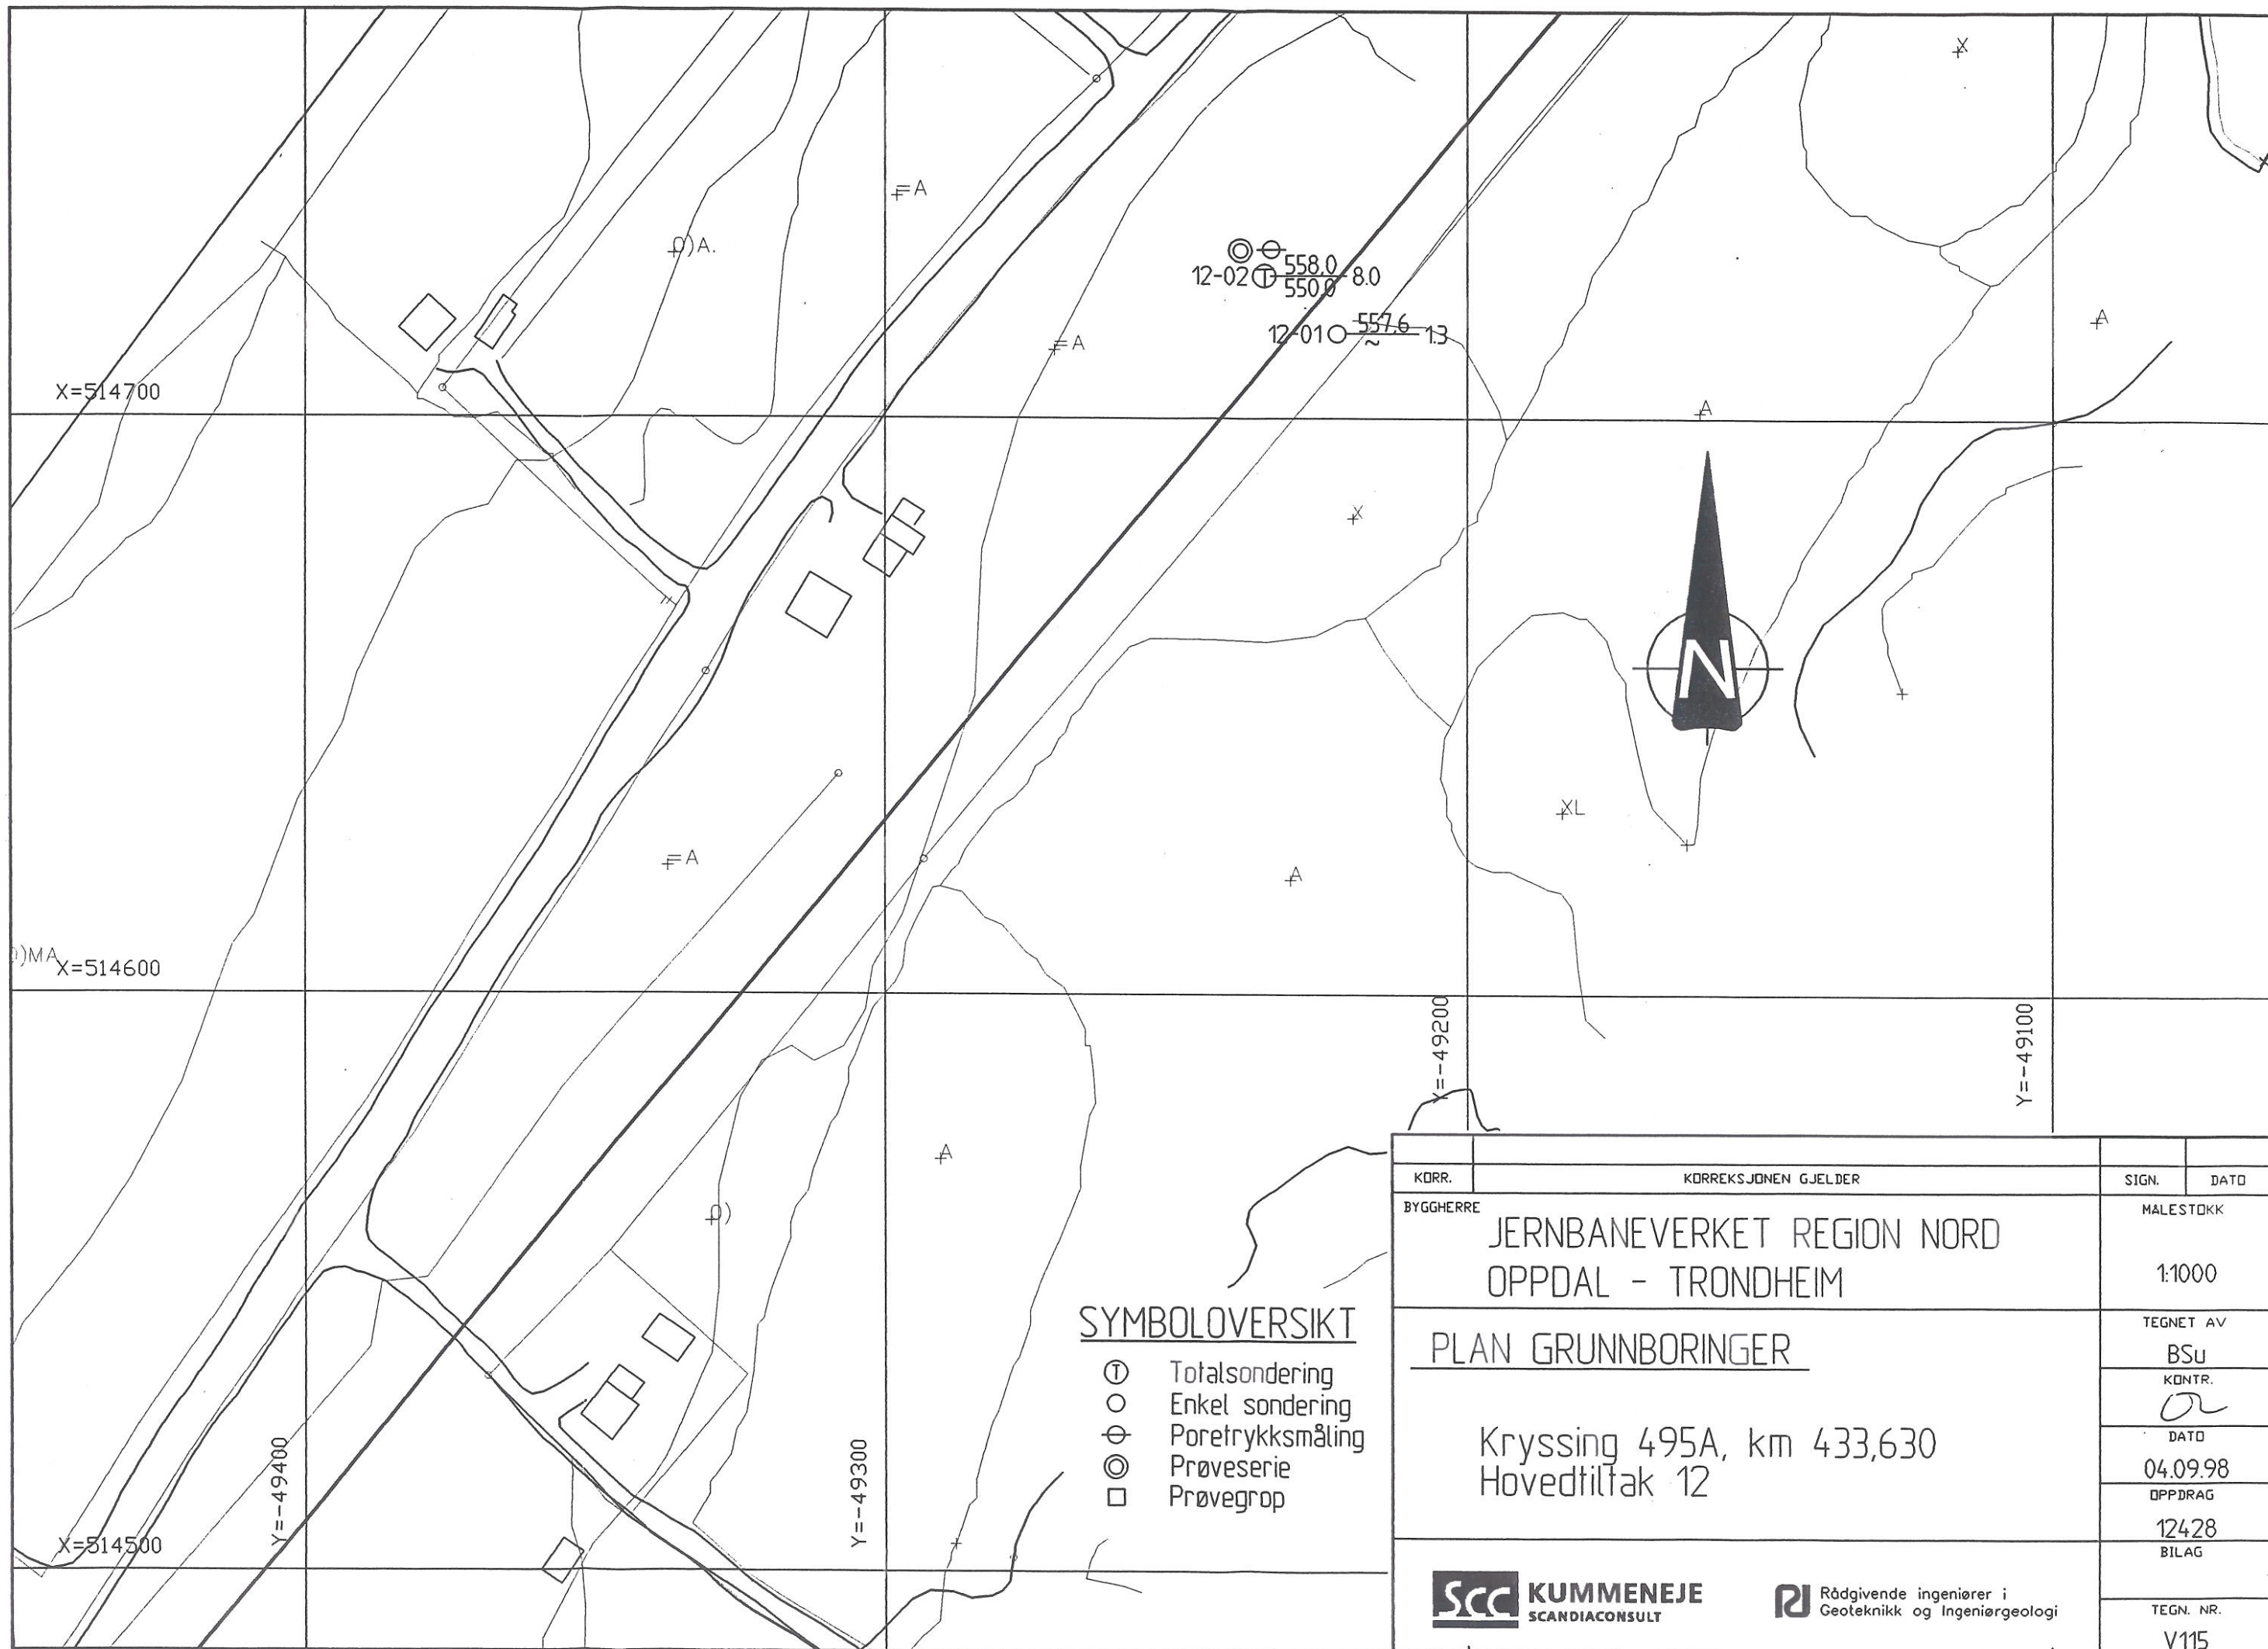 X
=A
0)A.
558.0
12-02 T 8.0
550.0
557.6
12-01 1.3
~
=A
A
X=514700
A
X
N
XL
=A
A
)MA
X=514600
Y=-49200
Y=-49100
A
0)
Y=-49400
Y=-49300
X=514500
SYMBOLOVERSIKT
T Totalsondering
Enkel sondering
Poretrykksmåling
Prøveserie
Prøvegrop
KORR. KORREKSJONEN GJELDER SIGN. DATO
BYGGHERRE
JERNBANEVERKET REGION NORD
OPPDAL - TRONDHEIM
MALESTOKK
1:1000
PLAN GRUNNBORINGER
Kryssing 495A, km 433,630
Hovedtiltak 12
TEGNET AV
BSu
KONTR.
DATO
04.09.98
OPPDRAG
12428
BILAG
TEGN. NR.
V115
SCC KUMMENEJE
SCANDIACONSULT
Rådgivende ingeniører i
Geoteknikk og Ingeniørgeologi